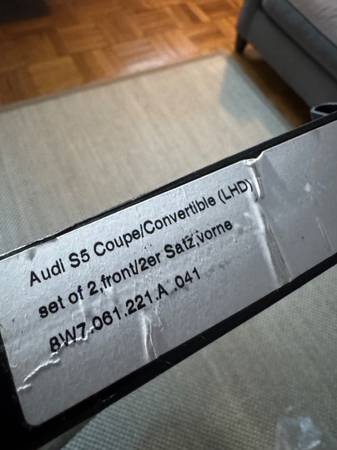 Audi S5 Coupe/Convertible (LHD)
set of 2,front/2er Satz,vorne
8W7.061.221.A .041